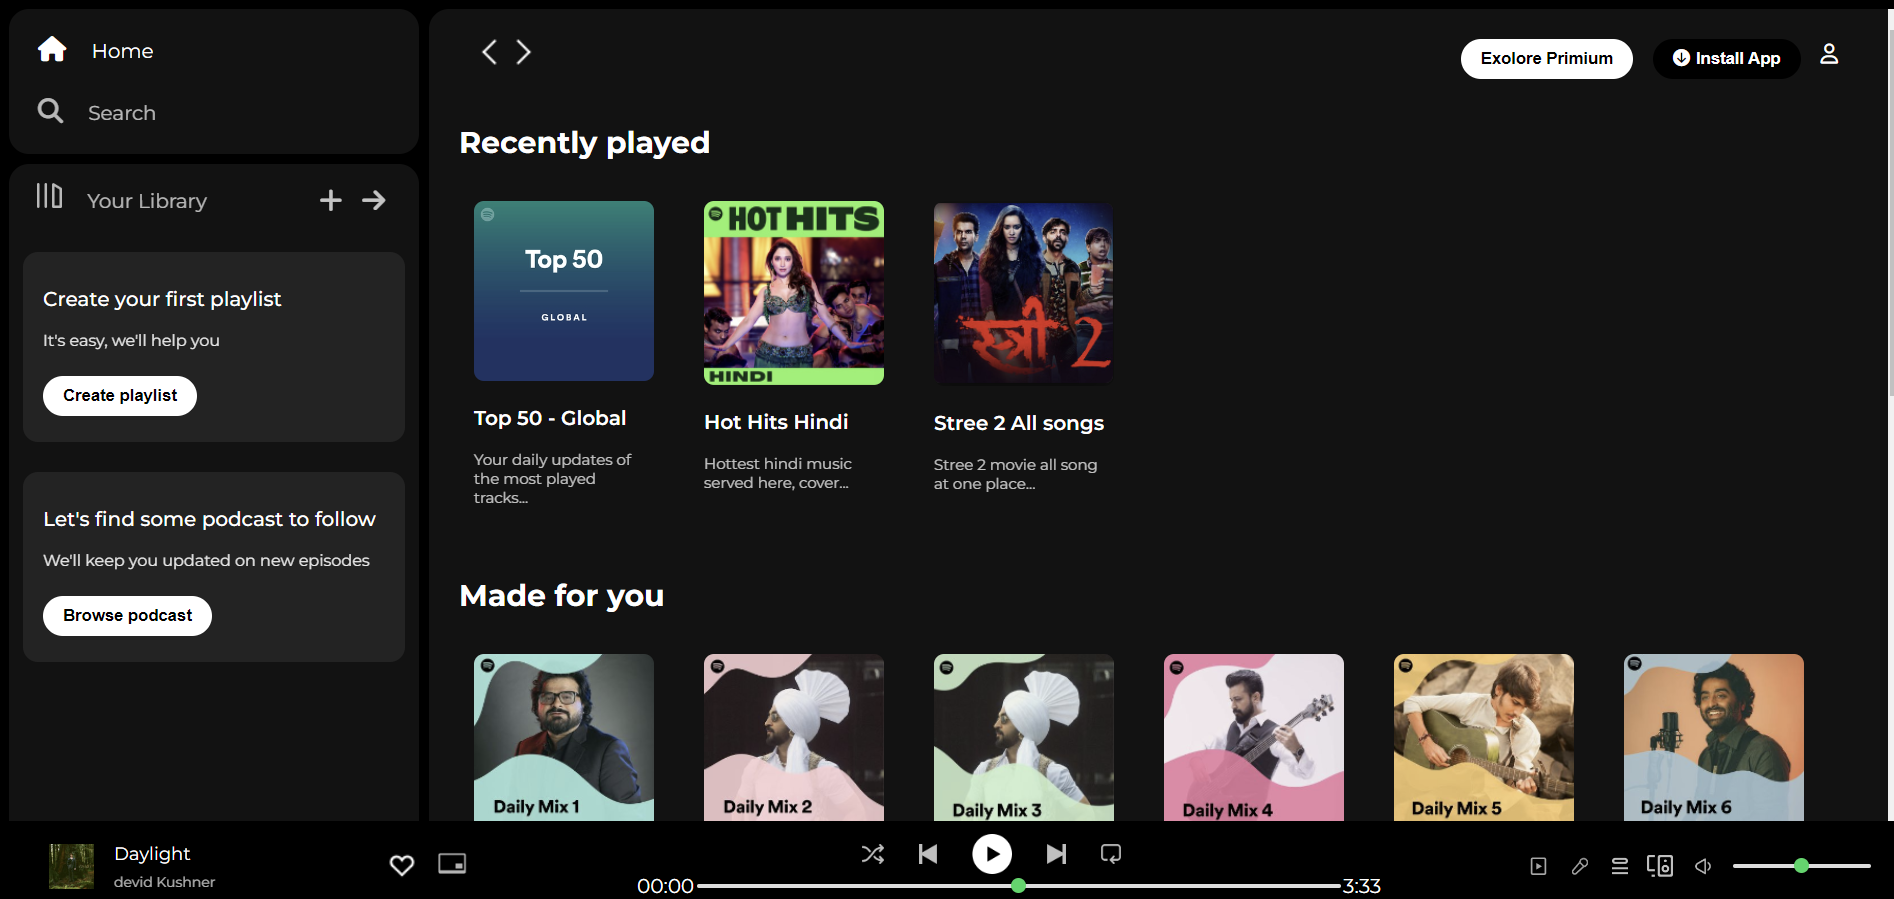 Home
Search
Your Library
Create your first playlist
It's easy, we'll help you
Create playlist
Let's find some podcast to follow
We'll keep you updated on new episodes
Browse podcast
Exolore Primium
Install App
Recently played
Top 50
GLOBAL
Top 50 - Global
Your daily updates of
the most played
tracks...
HOT HITS
HINDI
Hot Hits Hindi
Hottest hindi music
served here, cover...
स्त्री 2
Stree 2 All songs
Stree 2 movie all song
at one place...
Made for you
Daily Mix 1
Daily Mix 2
Daily Mix 3
Daily Mix 4
Daily Mix 5
Daily Mix 6
Daylight
devid Kushner
00:00
3:33